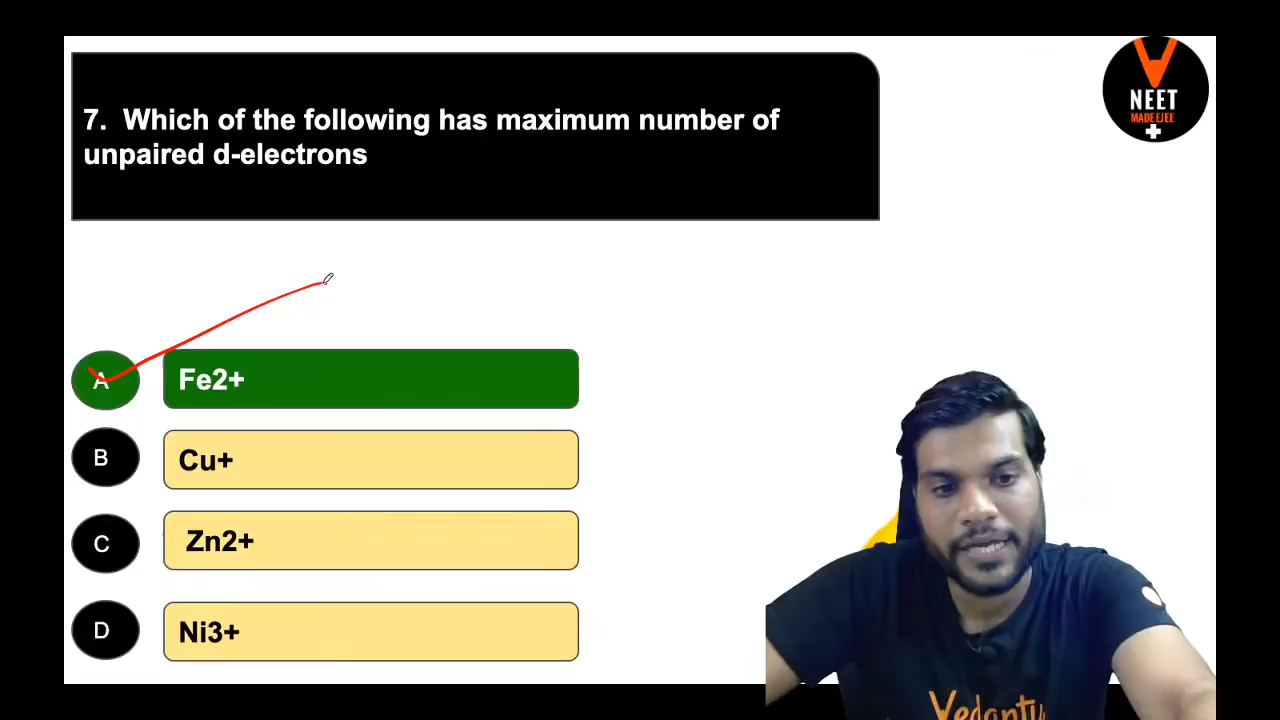 7. Which of the following has maximum number of
unpaired d-electrons
NEET
MADE EJEE
A
Fe2+
B
Cu+
C
Zn2+
D
Ni3+
Vedantu